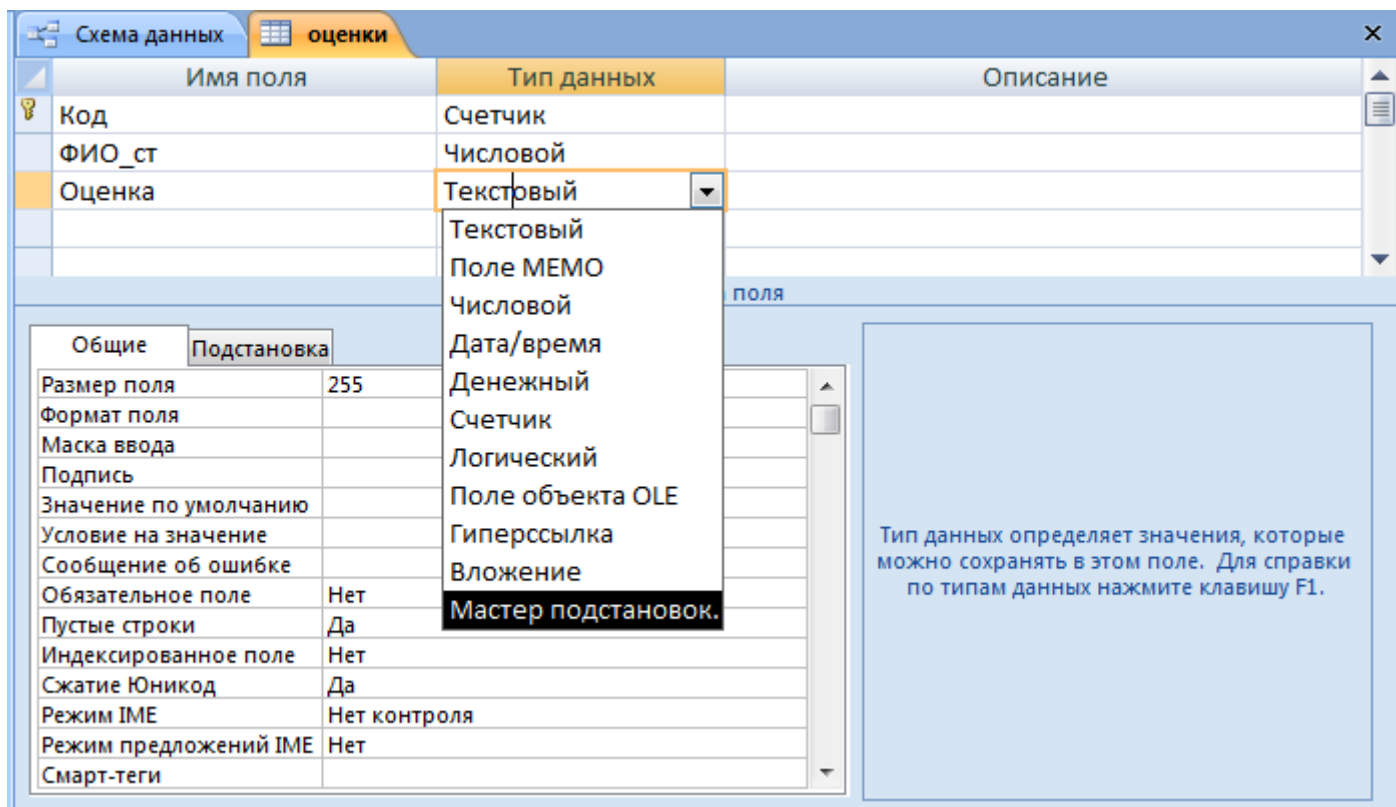 Схема данных оценки
Имя поля Тип данных Описание
Код Счетчик
ФИО_ст Числовой
Оценка Текстовый
Текстовый
Поле МЕМО
Числовой
Дата/время
Денежный
Счетчик
Логический
Поле объекта OLE
Гиперссылка
Вложение
Мастер подстановок.
поля
Общие Подстановка
Размер поля 255
Формат поля
Маска ввода
Подпись
Значение по умолчанию
Условие на значение
Сообщение об ошибке
Обязательное поле Нет
Пустые строки Да
Индексированное поле Нет
Сжатие Юникод Да
Режим IME Нет контроля
Режим предложений IME Нет
Смарт-теги
Тип данных определяет значения, которые
можно сохранять в этом поле. Для справки
по типам данных нажмите клавишу F1.